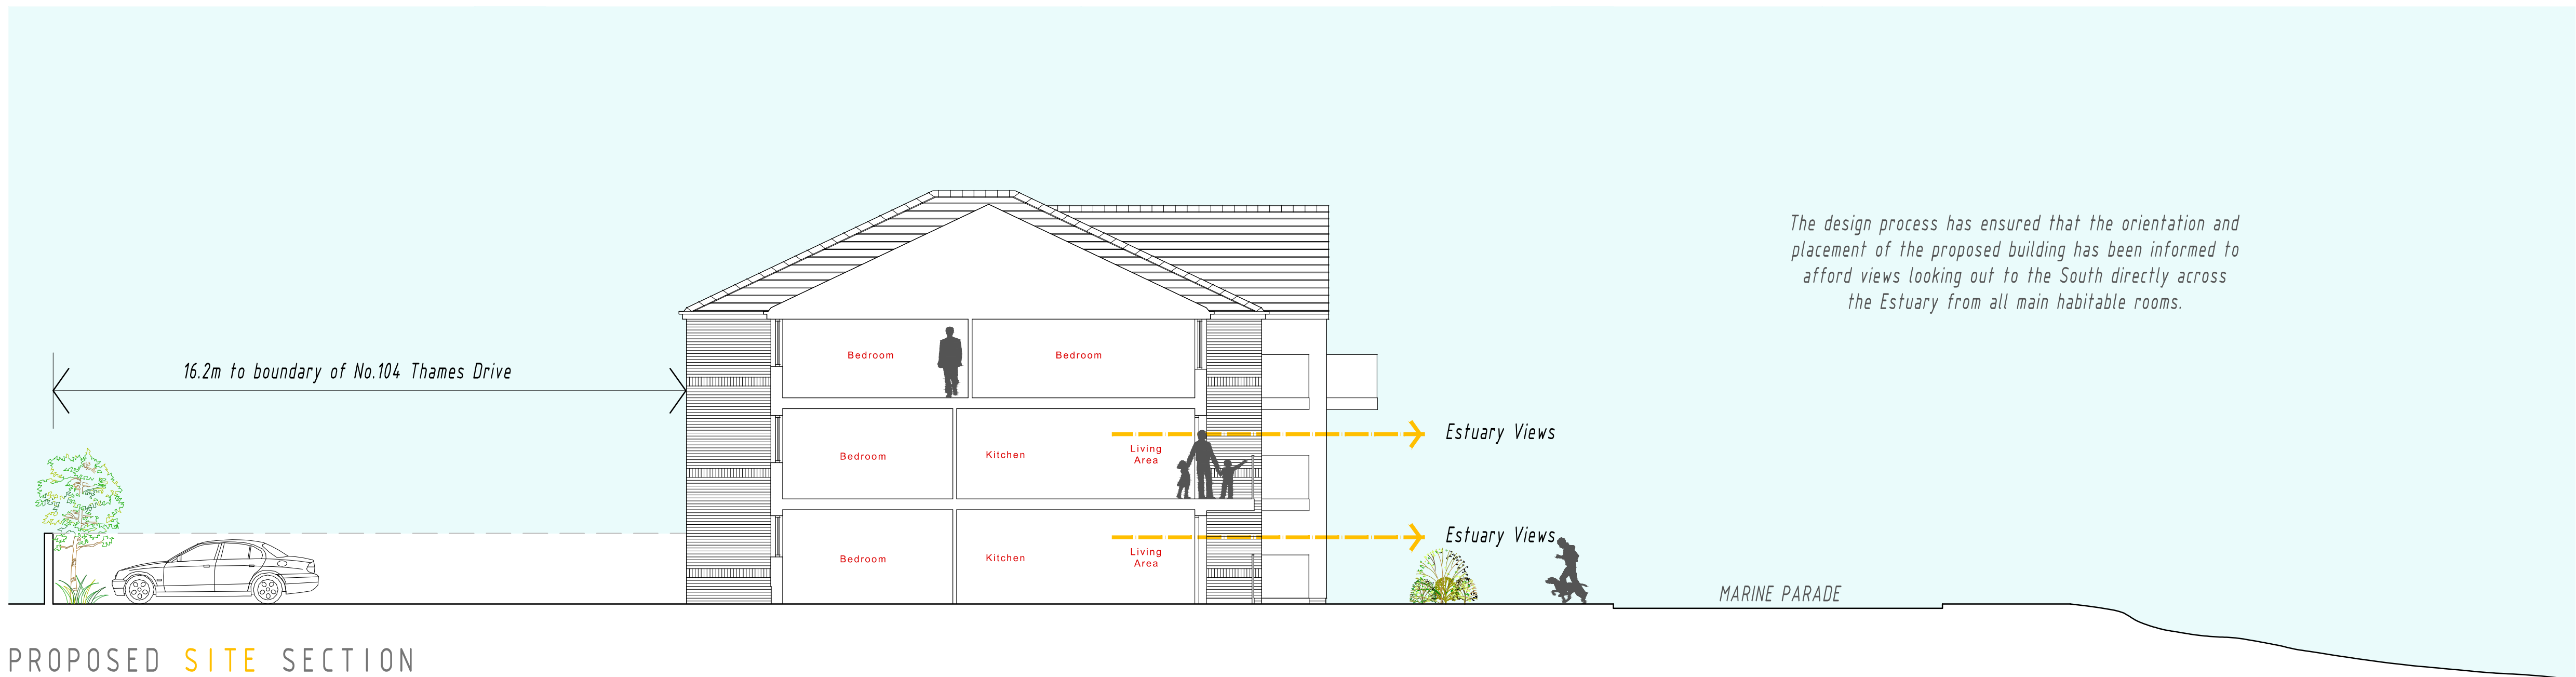 The design process has ensured that the orientation and
placement of the proposed building has been informed to
afford views looking out to the South directly across
the Estuary from all main habitable rooms.
16.2m to boundary of No.104 Thames Drive
Bedroom
Bedroom
Bedroom
Kitchen
Living
Area
Estuary Views
Bedroom
Kitchen
Living
Area
Estuary Views
MARINE PARADE
PROPOSED SITE SECTION